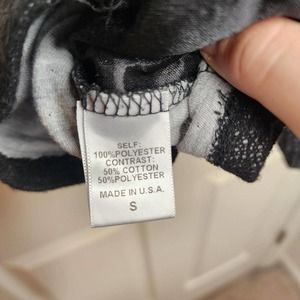 SELF:
100%POLYESTER
CONTRAST:
50% COTTON
50%POLYESTER
MADE IN U.S.A.
S